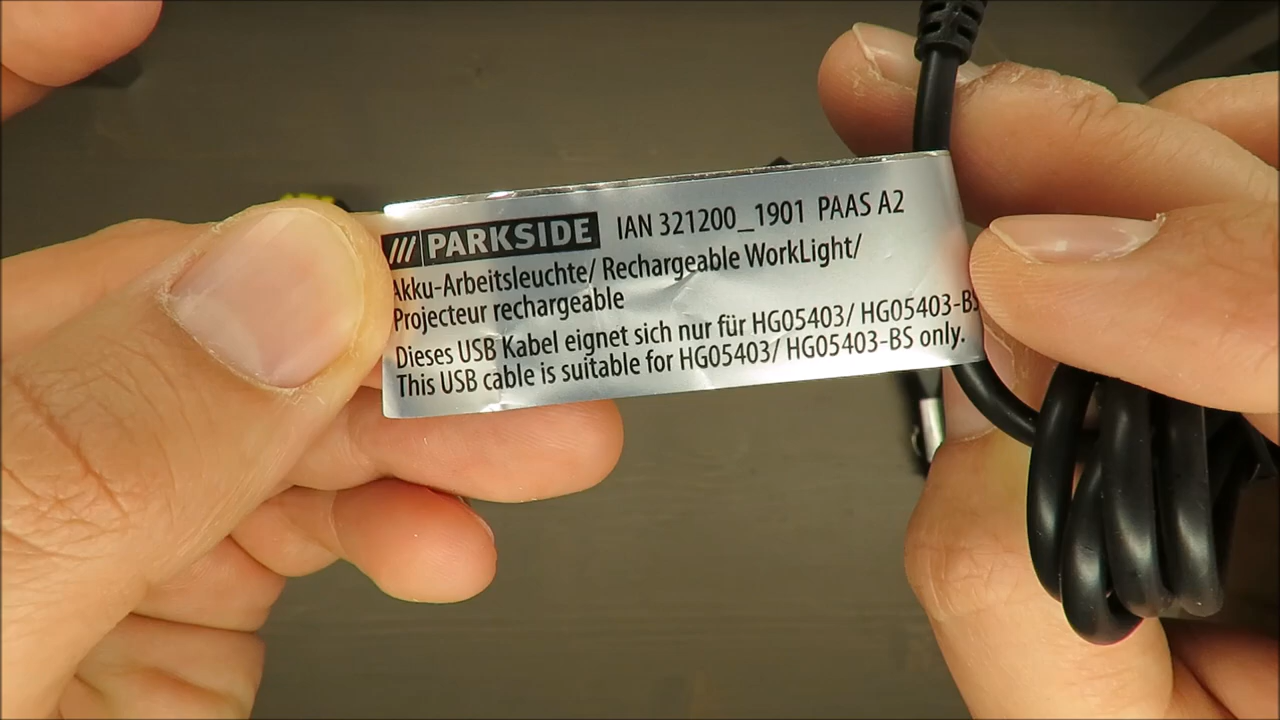 PARKSIDE IAN 321200_1901 PAAS A2
Akku-Arbeitsleuchte/ Rechargeable WorkLight/
Projecteur rechargeable
Dieses USB Kabel eignet sich nur für HG05403/ HG05403-BS
This USB cable is suitable for HG05403/ HG05403-BS only.